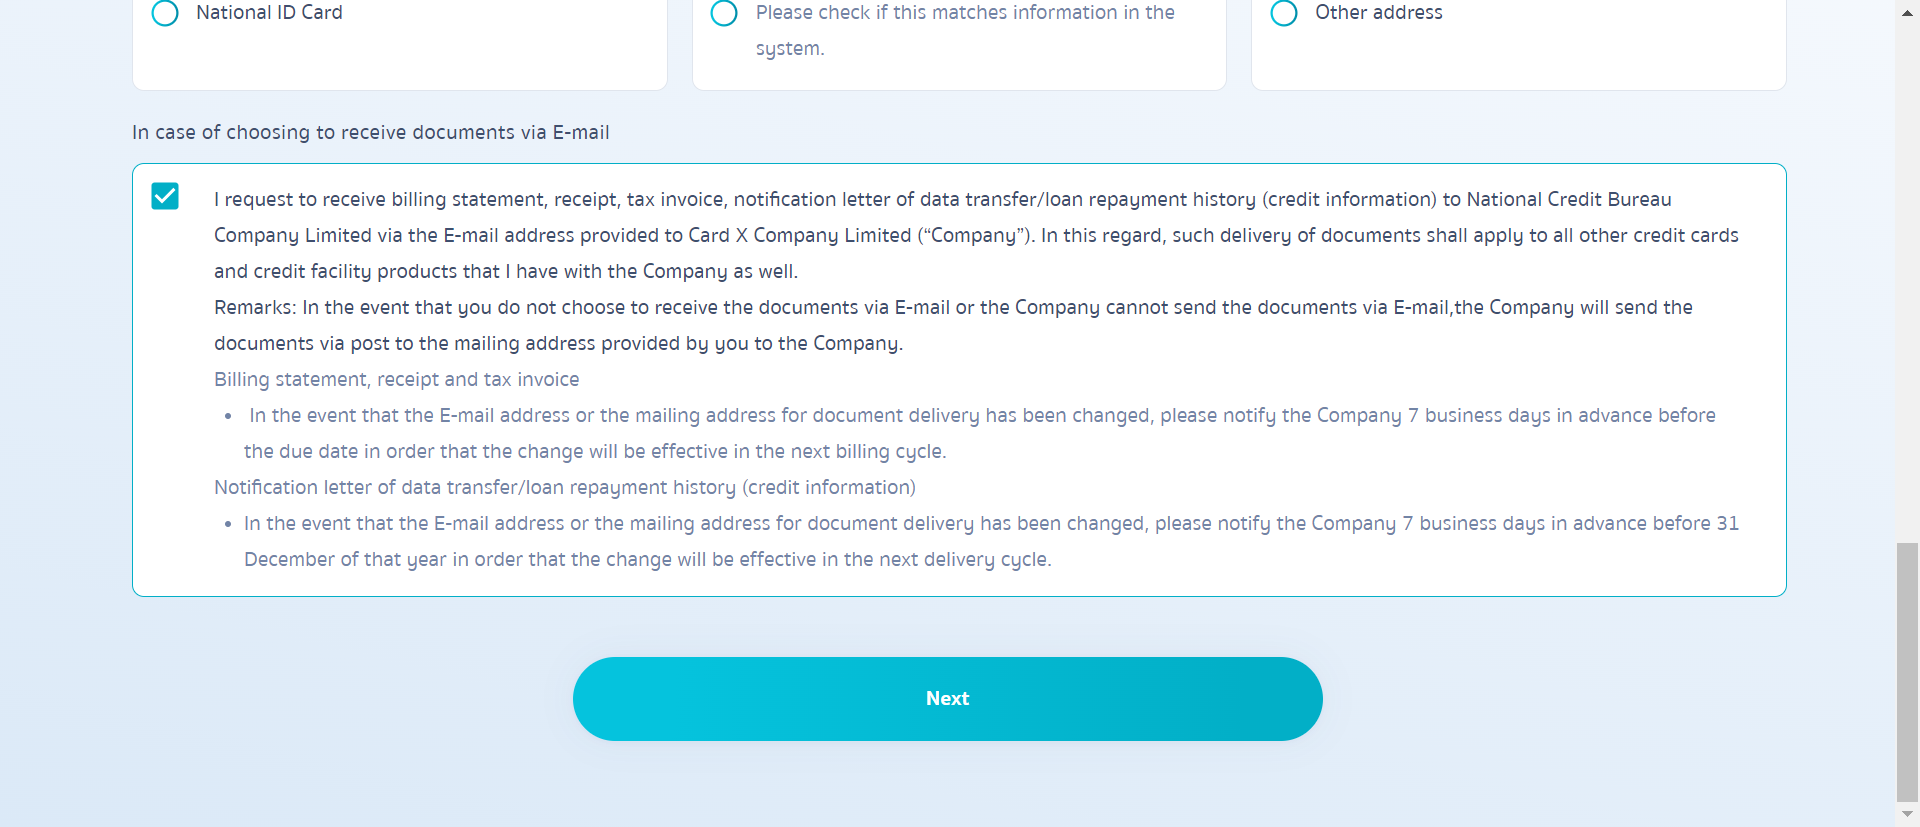 National ID Card
Please check if this matches information in the
system.
Other address
In case of choosing to receive documents via E-mail
I request to receive billing statement, receipt, tax invoice, notification letter of data transfer/loan repayment history (credit information) to National Credit Bureau
Company Limited via the E-mail address provided to Card X Company Limited (“Company”). In this regard, such delivery of documents shall apply to all other credit cards
and credit facility products that I have with the Company as well.
Remarks: In the event that you do not choose to receive the documents via E-mail or the Company cannot send the documents via E-mail,the Company will send the
documents via post to the mailing address provided by you to the Company.
Billing statement, receipt and tax invoice
• In the event that the E-mail address or the mailing address for document delivery has been changed, please notify the Company 7 business days in advance before
the due date in order that the change will be effective in the next billing cycle.
Notification letter of data transfer/loan repayment history (credit information)
• In the event that the E-mail address or the mailing address for document delivery has been changed, please notify the Company 7 business days in advance before 31
December of that year in order that the change will be effective in the next delivery cycle.
Next